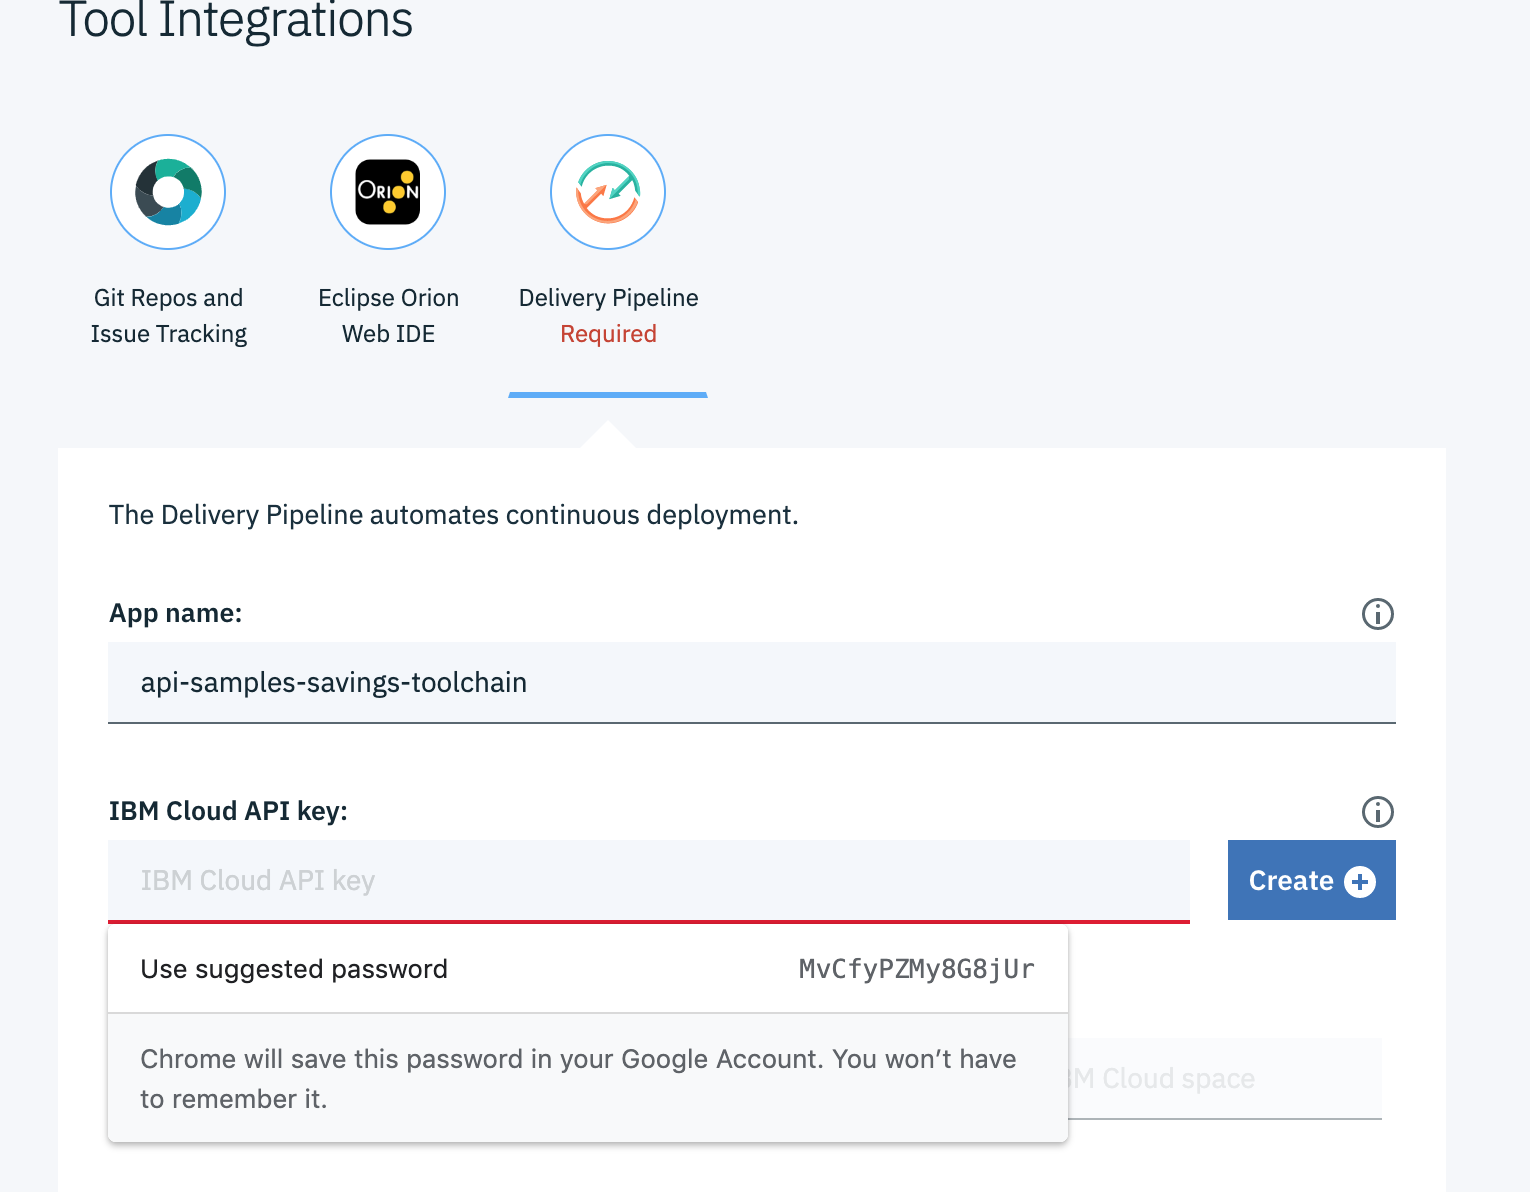 Tool Integrations
ORION
Git Repos and
Issue Tracking
Eclipse Orion
Web IDE
Delivery Pipeline
Required
The Delivery Pipeline automates continuous deployment.
App name:
api-samples-savings-toolchain
IBM Cloud API key:
IBM Cloud API key
Create
Use suggested password MvCfyPZMy8G8jUr
Chrome will save this password in your Google Account. You won’t have
to remember it.
Cloud space